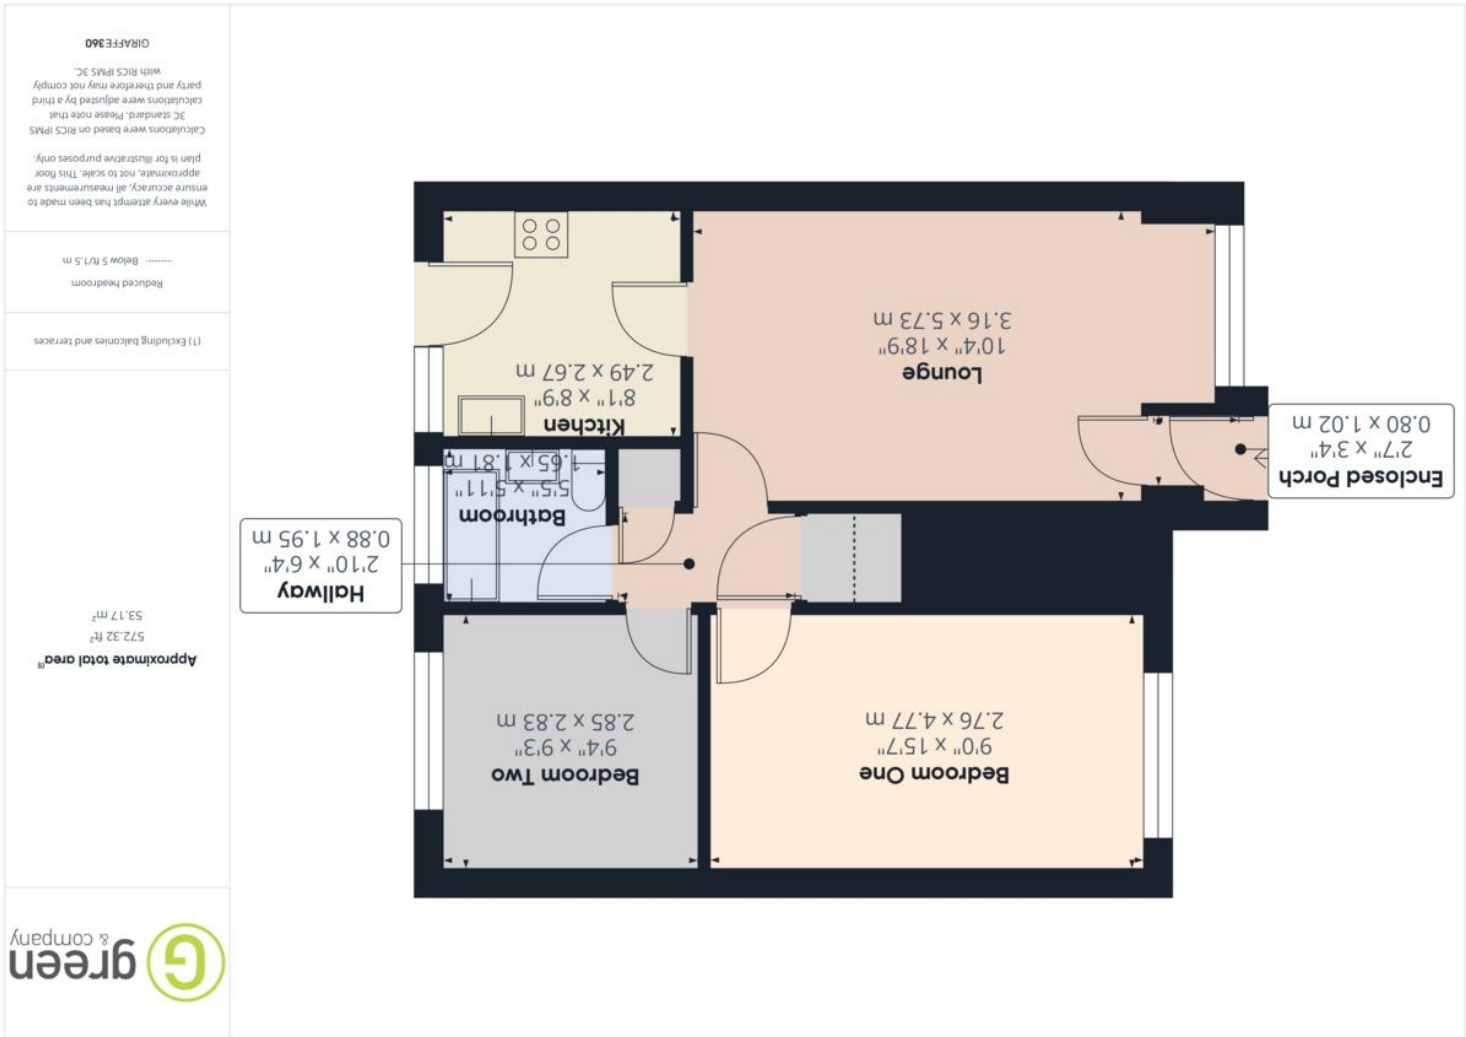 Bedroom One
9'0" x 15'7"
2.76 x 4.77 m
Bedroom Two
9'4" x 9'3"
2.85 x 2.83 m
Hallway
2'10" x 6'4"
0.88 x 1.95 m
Bathroom
5'5" x 5'11"
1.65 x 1.81 m
Enclosed Porch
2'7" x 3'4"
0.80 x 1.02 m
Lounge
10'4" x 18'9"
3.16 x 5.73 m
Kitchen
8'1" x 8'9"
2.49 x 2.67 m
G green
& company
Approximate total area(1)
572.32 ft²
53.17 m²
(1) Excluding balconies and terraces
Reduced headroom
Below 5 ft/1.5 m
While every attempt has been made to
ensure accuracy, all measurements are
approximate, not to scale. This floor
plan is for illustrative purposes only.
Calculations were based on RICS IPMS
3C standard. Please note that
calculations were adjusted by a third
party and therefore may not comply
with RICS IPMS 3C.
GIRAFFE360